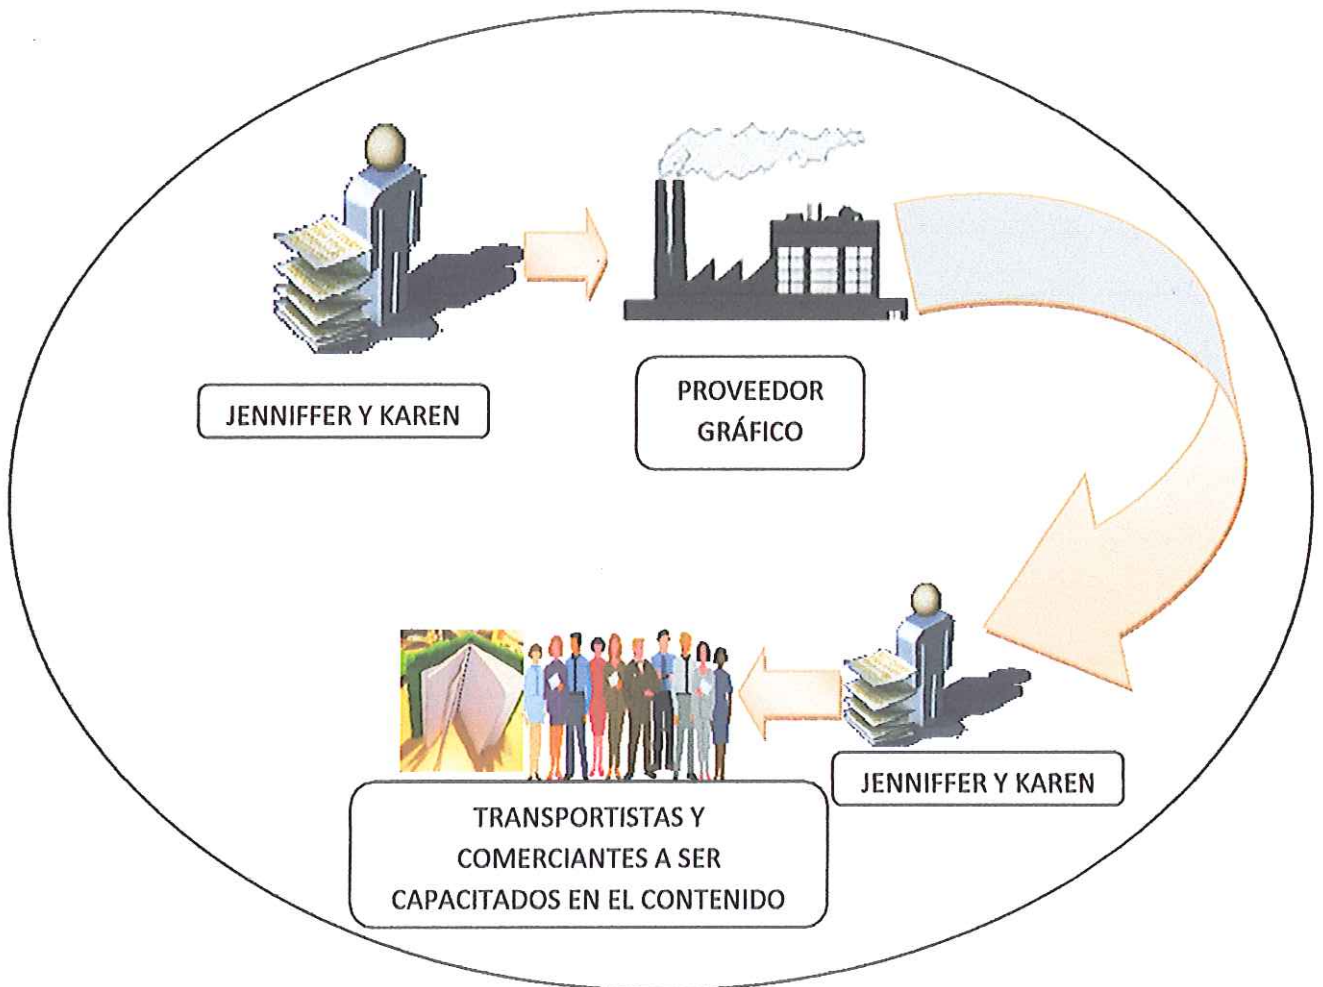 JENNIFFER Y KAREN
PROVEEDOR
GRÁFICO
JENNIFFER Y KAREN
TRANSPORTISTAS Y
COMERCIANTES A SER
CAPACITADOS EN EL CONTENIDO